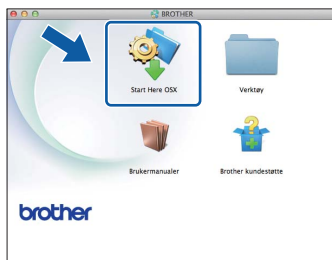 BROTHER
Start Here OSX
Verktøy
Brukermanualer
Brother kundestøtte
brother